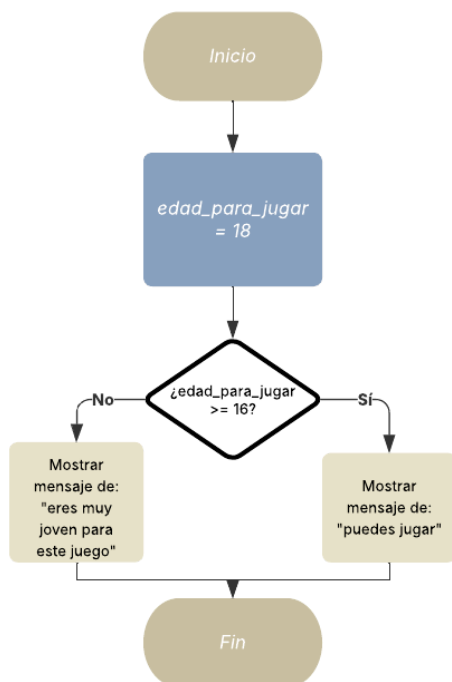 Inicio
edad_para_jugar
= 18
¿edad_para_jugar
>= 16?
No
Sí
Mostrar
mensaje de:
"eres muy
joven para
este juego"
Mostrar
mensaje de:
"puedes jugar"
Fin